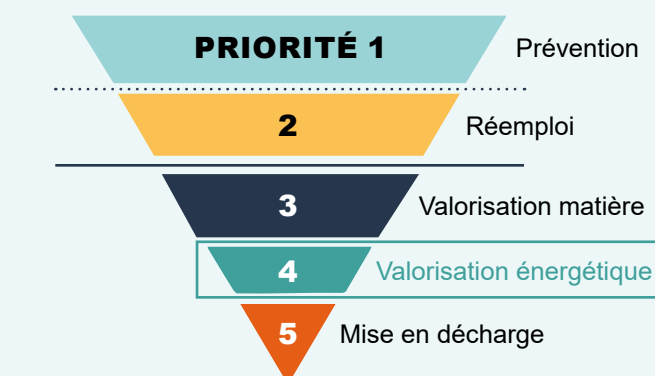 PRIORITÉ 1 Prévention
2 Réemploi
3 Valorisation matière
4 Valorisation énergétique
5 Mise en décharge